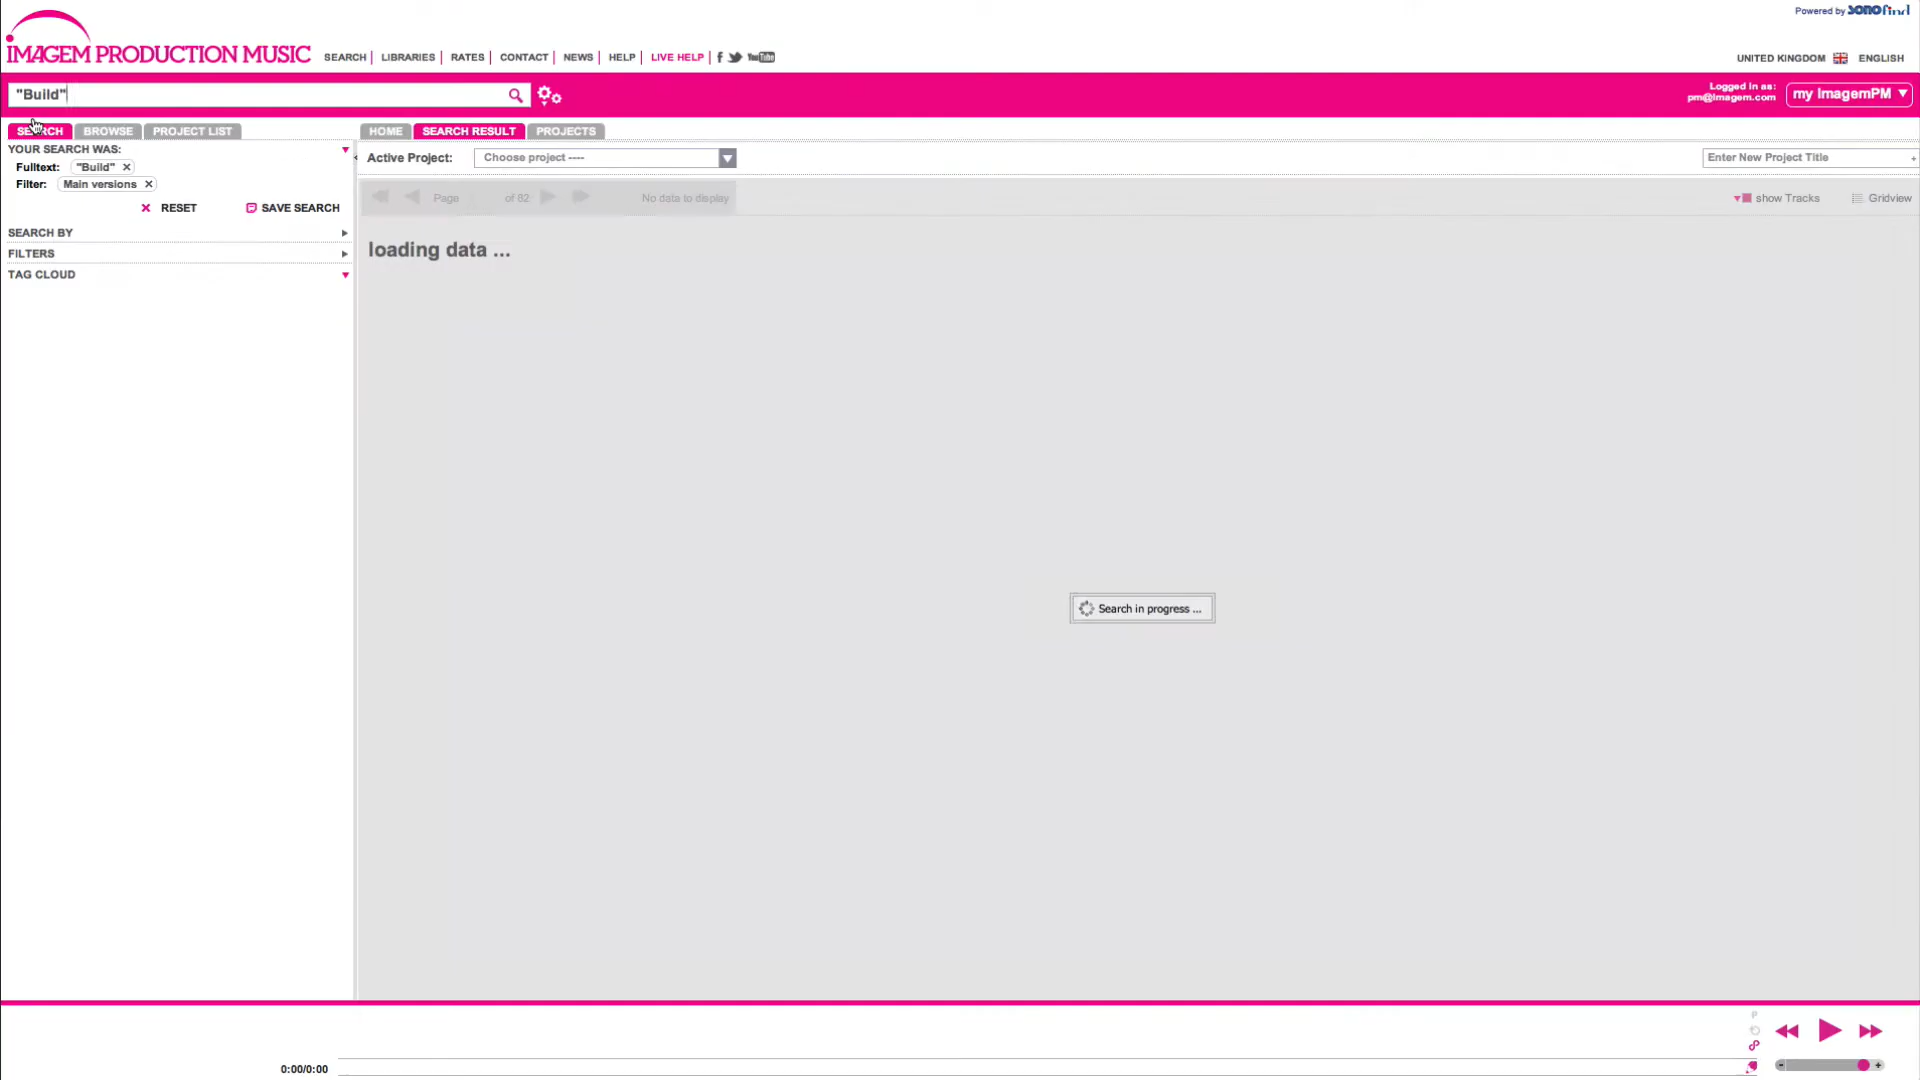 Powered by sonofind
IMAGEM PRODUCTION MUSIC
SEARCH LIBRARIES RATES CONTACT NEWS HELP LIVE HELP f You Tube
UNITED KINGDOM ENGLISH
"Build"
Logged in as:
pm@imagem.com
my ImagemPM
SEARCH BROWSE PROJECT LIST
HOME SEARCH RESULT PROJECTS
YOUR SEARCH WAS:
Fulltext: "Build" ×
Filter: Main versions ×
RESET SAVE SEARCH
SEARCH BY
FILTERS
TAG CLOUD
Active Project: Choose project ----
Enter New Project Title +
Page of 82 No data to display
show Tracks Gridview
loading data ...
Search in progress ...
P
0:00/0:00
- +